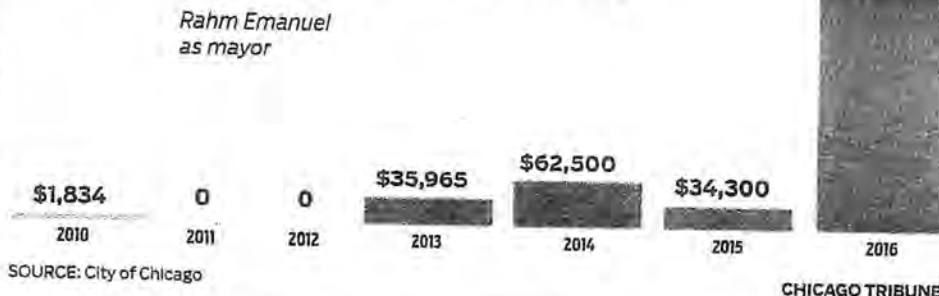 Rahm Emanuel
as mayor
$1,834 0 0 $35,965 $62,500 $34,300
2010 2011 2012 2013 2014 2015 2016
SOURCE: City of Chicago
CHICAGO TRIBUNE